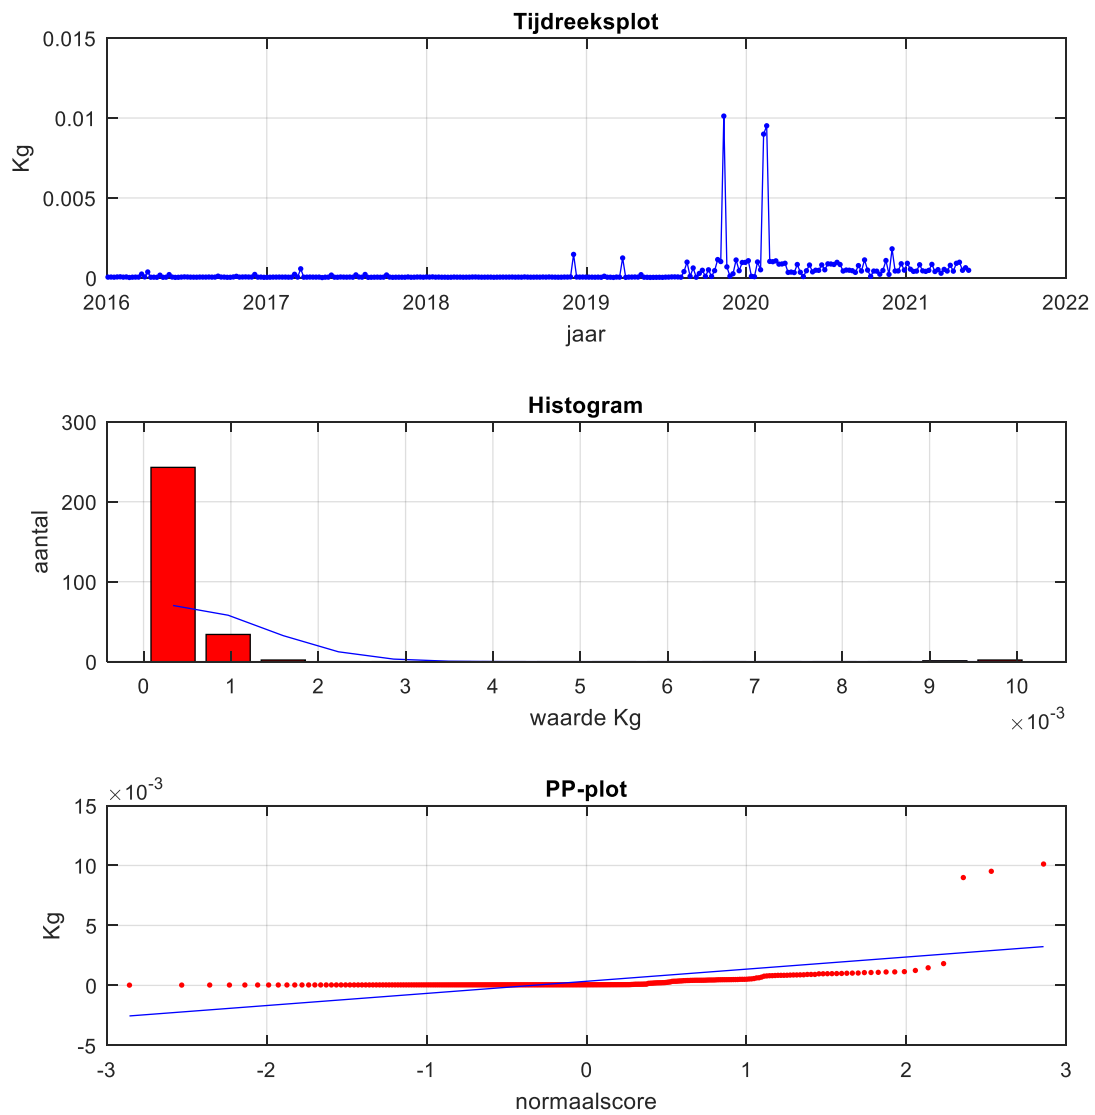 Tijdreeksplot
0.015
0.01
0.005
0
Kg
2016 2017 2018 2019 2020 2021 2022
jaar
Histogram
300
200
100
0
aantal
0 1 2 3 4 5 6 7 8 9 10
waarde Kg
×10-3
PP-plot
×10-3
15
10
5
0
-5
Kg
-3 -2 -1 0 1 2 3
normaalscore